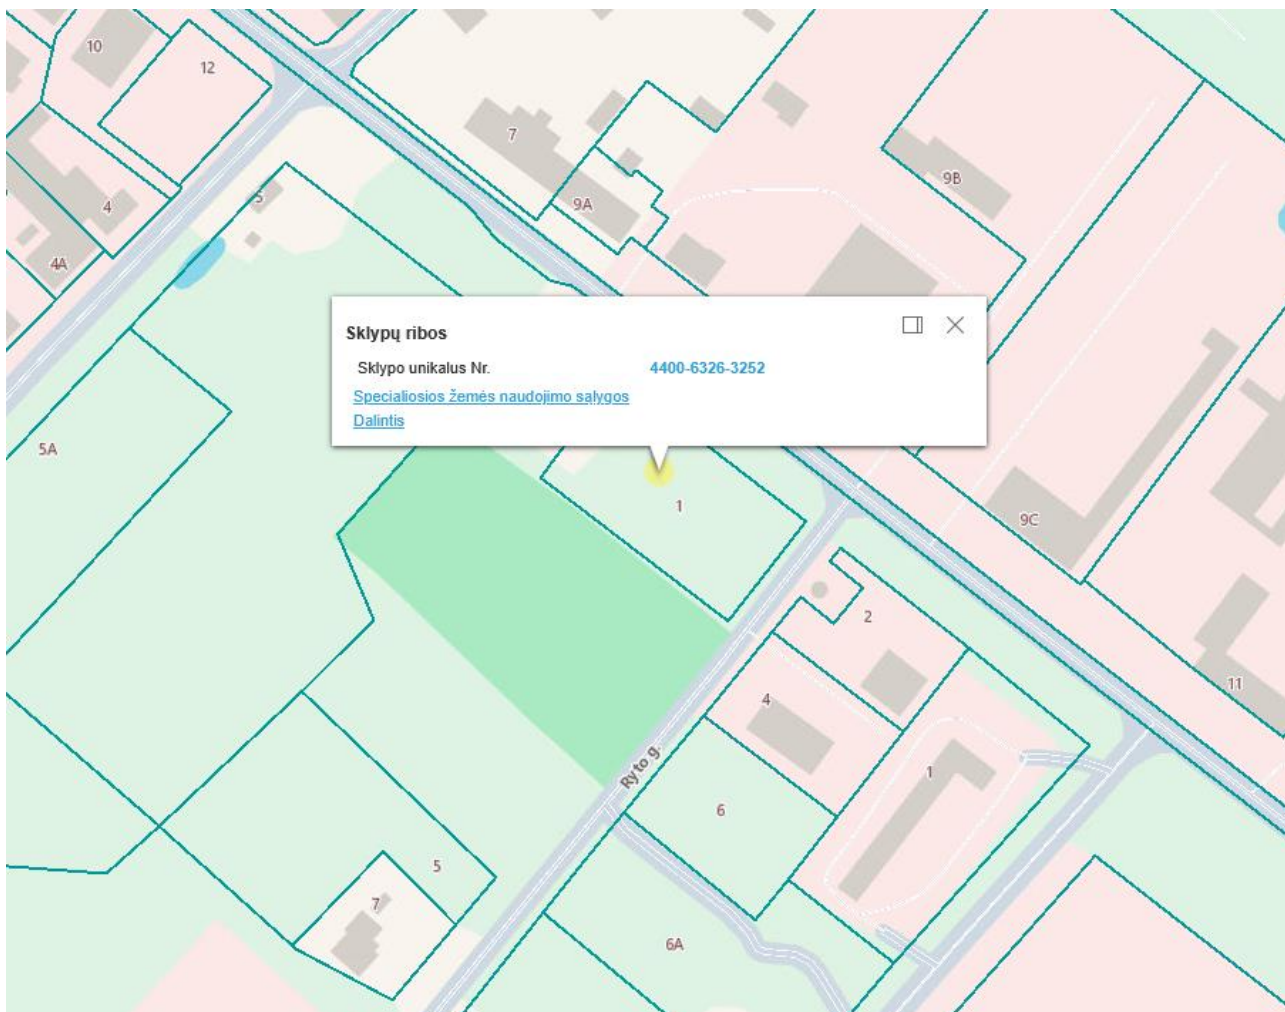 10
12
7
9B
4
5
9A
4A
Sklypų ribos
Sklypo unikalus Nr. 4400-6326-3252
Specialiosios žemės naudojimo sąlygos
Dalintis
5A
1
9C
2
11
4
Ryto g.
1
6
5
7
6A